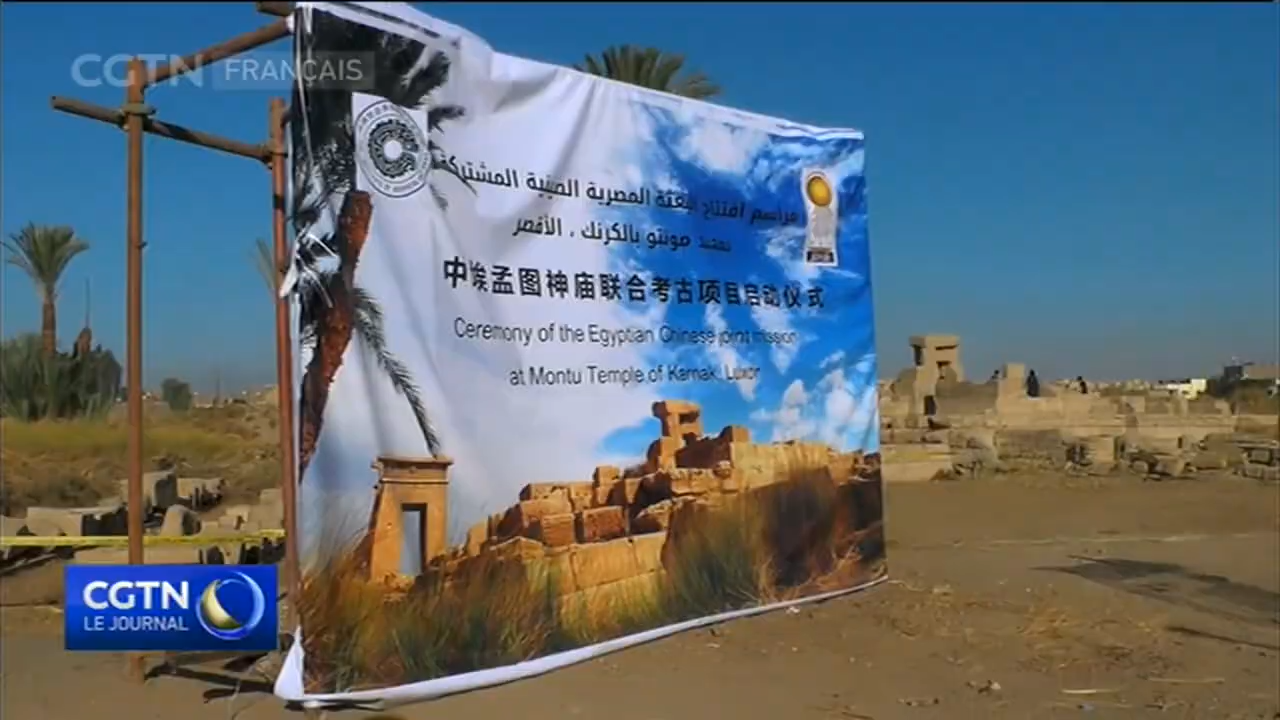 CGTN FRANÇAIS
مراسم افتتاح البعثة المصرية الصينية المشتركة
بمعبد مونتو بالكرنك ، الأقصر
中埃孟图神庙联合考古项目启动仪式
Ceremony of the Egyptian Chinese joint mission
at Montu Temple of Karnak, Luxor
CGTN
LE JOURNAL